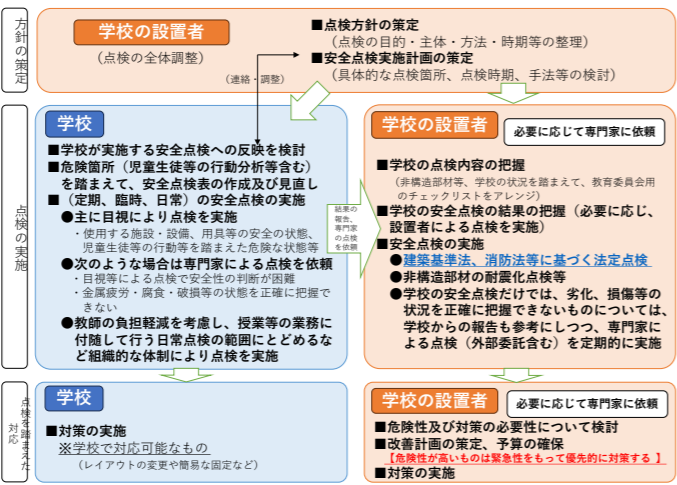 方針の策定
学校の設置者
（点検の全体調整）
■点検方針の策定
（点検の目的・主体・方法・時期等の整理）
■安全点検実施計画の策定
（具体的な点検箇所、点検時期、手法等の検討）
（連絡・調整）
点検の実施
学校
■学校が実施する安全点検への反映を検討
■危険箇所（児童生徒等の行動分析等含む）
を踏まえて、安全点検表の作成及び見直し
■（定期、臨時、日常）の安全点検の実施
●主に目視により点検を実施
・使用する施設・設備、用具等の安全の状態、
児童生徒等の行動等を踏まえた危険な状態等
●次のような場合は専門家による点検を依頼
・目視等による点検で安全性の判断が困難
・金属疲労・腐食・破損等の状態を正確に把握で
きない
●教師の負担軽減を考慮し、授業等の業務に
付随して行う日常点検の範囲にとどめるな
ど組織的な体制により点検を実施
結果の
報告、
専門家
の点検
を依頼
学校の設置者
必要に応じて専門家に依頼
■学校の点検内容の把握
（非構造部材等、学校の状況を踏まえて、教育委員会用
のチェックリストをアレンジ）
■学校の安全点検の結果の把握（必要に応じ、
設置者による点検を実施）
■安全点検の実施
●建築基準法、消防法等に基づく法定点検
●非構造部材の耐震化点検等
●学校の安全点検だけでは、劣化、損傷等の
状況を正確に把握できないものについては、
学校からの報告も参考にしつつ、専門家に
よる点検（外部委託含む）を定期的に実施
点検を踏まえた
対応
学校
■対策の実施
※学校で対応可能なもの
（レイアウトの変更や簡易な固定など）
学校の設置者
必要に応じて専門家に依頼
■危険性及び対策の必要性について検討
■改善計画の策定、予算の確保
【危険性が高いものは緊急性をもって優先的に対策する 】
■対策の実施